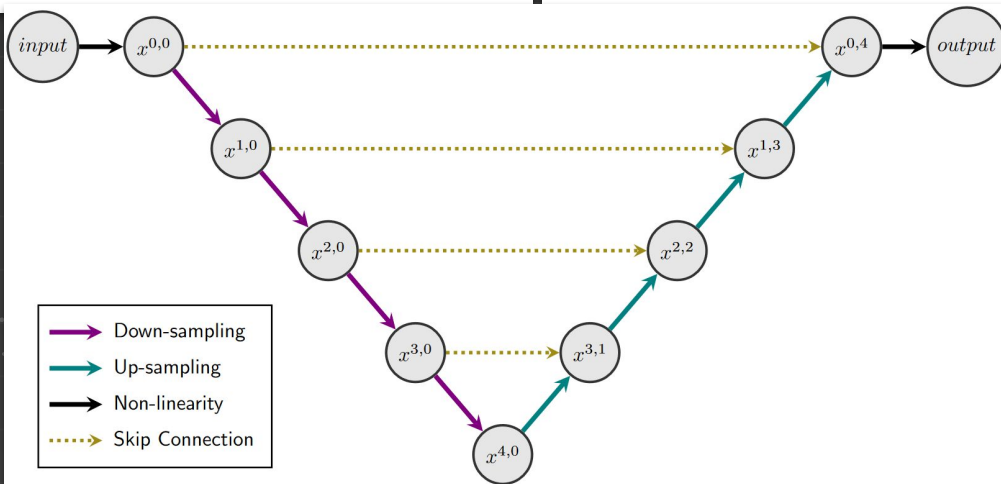 input
x^{0,0}
x^{0,4}
output
x^{1,0}
x^{1,3}
x^{2,0}
x^{2,2}
x^{3,0}
x^{3,1}
x^{4,0}
Down-sampling
Up-sampling
Non-linearity
Skip Connection